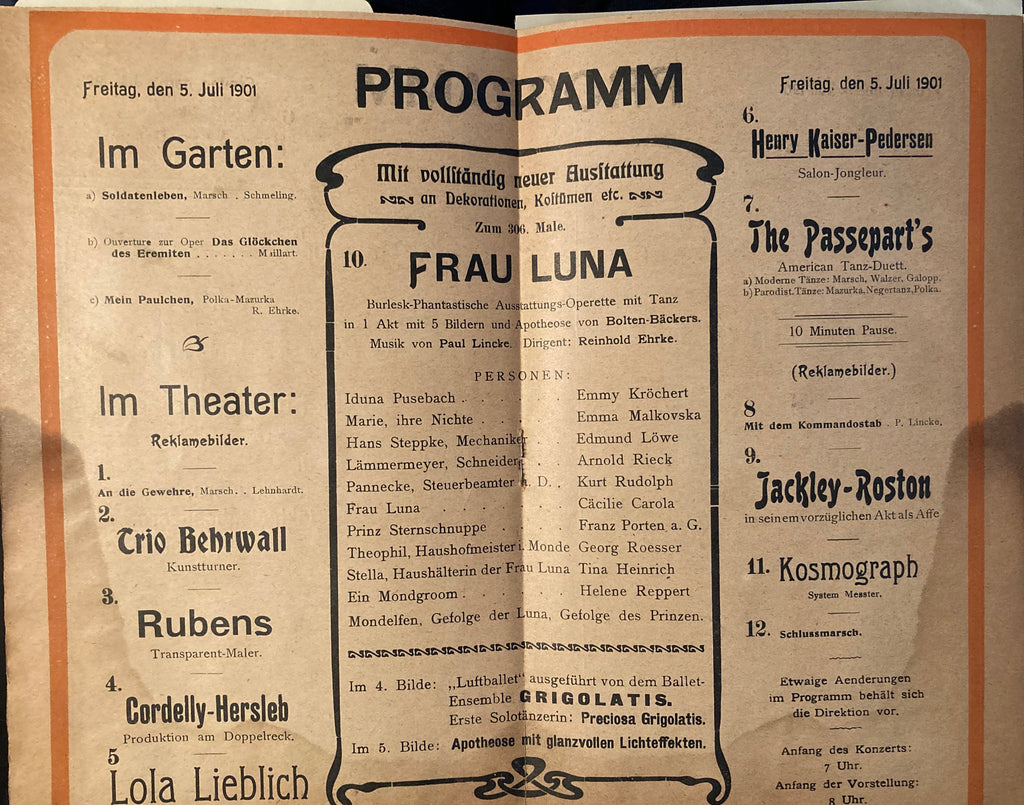 PROGRAMM
Freitag, den 5. Juli 1901
Im Garten:
a) Soldatenleben, Marsch . Schmeling.
b) Ouverture zur Oper Das Glöckchen
des Eremiten . . . . . . . Maillart.
c) Mein Paulchen, Polka-Mazurka
R. Ehrke.
Im Theater:
Reklamebilder.
1.
An die Gewehre, Marsch. . Lehnhardt.
2.
Trio Behrwall
Kunstturner.
3.
Rubens
Transparent-Maler.
4.
Cordelly-Hersleb
Produktion am Doppelreck.
5
Lola Lieblich
Mit vollständig neuer Ausstattung
an Dekorationen, Kostümen etc.
Zum 306. Male.
10. FRAU LUNA
Burlesk-Phantastische Ausstattungs-Operette mit Tanz
in 1 Akt mit 5 Bildern und Apotheose von Bolten-Bäckers.
Musik von Paul Lincke. Dirigent: Reinhold Ehrke.
PERSONEN:
Iduna Pusebach . . . . . Emmy Kröchert
Marie, ihre Nichte . . . . Emma Malkovska
Hans Steppke, Mechaniker . . Edmund Löwe
Lämmermeyer, Schneider . . . Arnold Rieck
Pannecke, Steuerbeamter a. D. . Kurt Rudolph
Frau Luna . . . . . . Cäcilie Carola
Prinz Sternschnuppe . . . . Franz Porten a. G.
Theophil, Haushofmeister i. Monde Georg Roesser
Stella, Haushälterin der Frau Luna Tina Heinrich
Ein Mondgroom . . . . . Helene Reppert
Mondelfen, Gefolge der Luna, Gefolge des Prinzen.
Im 4. Bilde: „Luftballet“ ausgeführt von dem Ballet-
Ensemble GRIGOLATIS.
Erste Solotänzerin: Preciosa Grigolatis.
Im 5. Bilde: Apotheose mit glanzvollen Lichteffekten.
Freitag, den 5. Juli 1901
6.
Henry Kaiser-Pedersen
Salon-Jongleur.
7.
The Passepart's
American Tanz-Duett.
a) Moderne Tänze: Marsch, Walzer, Galopp.
b) Parodist. Tänze: Mazurka, Negertanz, Polka.
10 Minuten Pause.
(Reklamebilder.)
8
Mit dem Kommandostab . P. Lincke.
9.
Jackley-Roston
in seinem vorzüglichen Akt als Affe
11. Kosmograph
System Messter.
12. Schlussmarsch.
Etwaige Aenderungen
im Programm behält sich
die Direktion vor.
Anfang des Konzerts:
7 Uhr.
Anfang der Vorstellung:
8 Uhr.